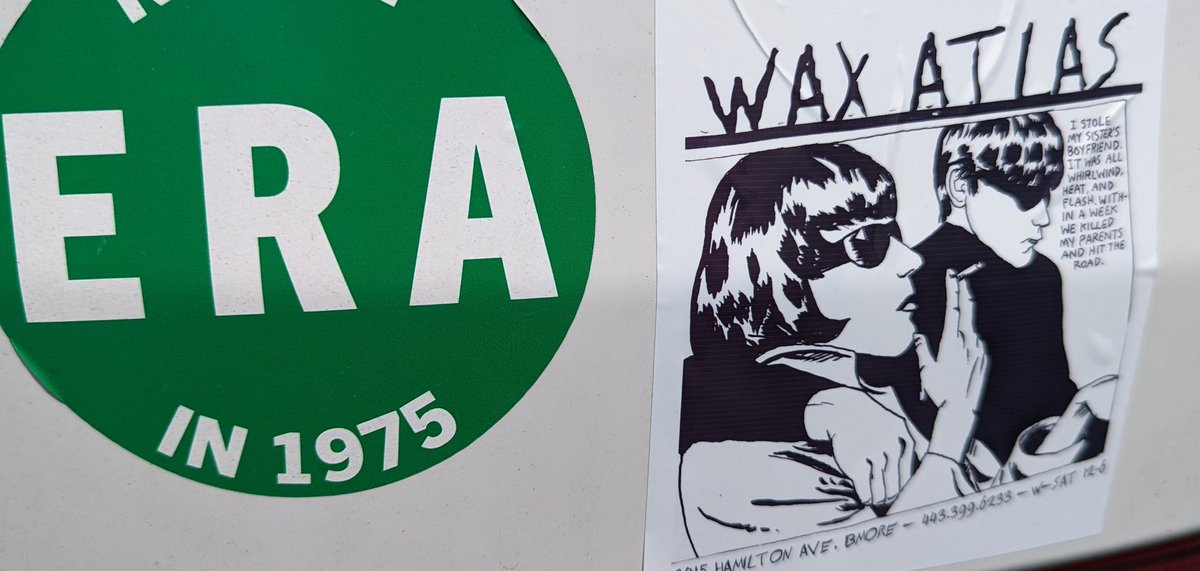 ERA
IN 1975
WAX ATLAS
I STOLE
MY SISTER'S
BOYFRIEND.
IT WAS ALL
WHIRLWIND,
HEAT, AND
FLASH. WITH-
IN A WEEK
WE KILLED
MY PARENTS
AND HIT THE
ROAD.
HAMILTON AVE. BMORE - 443.399.6233 - W-SAT 12-6